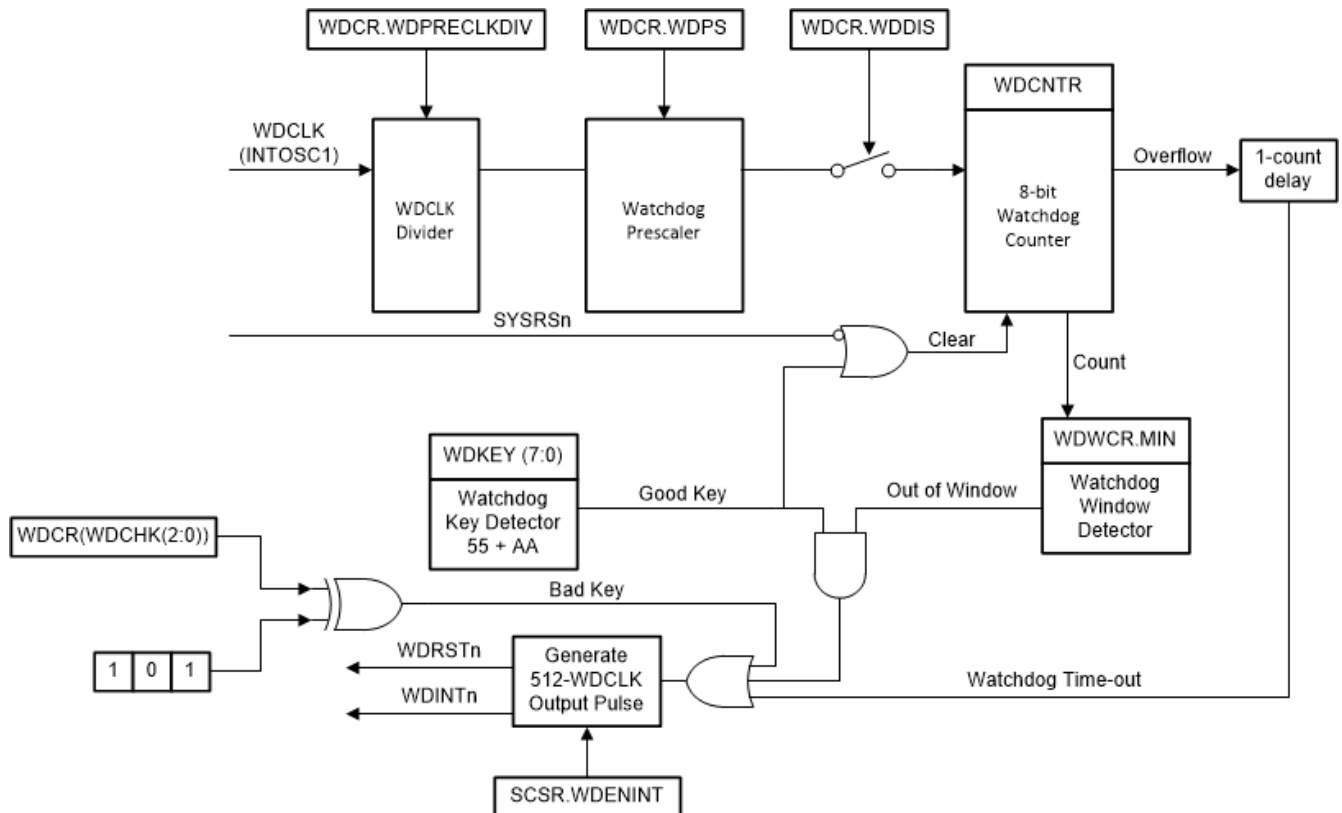 WDCR.WDPRECLKDIV
WDCR.WDPS
WDCR.WDDIS
WDCNTR
WDCLK
(INTOSC1)
WDCLK
Divider
Watchdog
Prescaler
8-bit
Watchdog
Counter
Overflow
1-count
delay
SYSRSn
Clear
Count
WDKEY (7:0)
Watchdog
Key Detector
55 + AA
Good Key
Out of Window
WDWCR.MIN
Watchdog
Window
Detector
WDCR(WDCHK(2:0))
Bad Key
1 0 1
WDRSTn
WDINTn
Generate
512-WDCLK
Output Pulse
Watchdog Time-out
SCSR.WDENINT